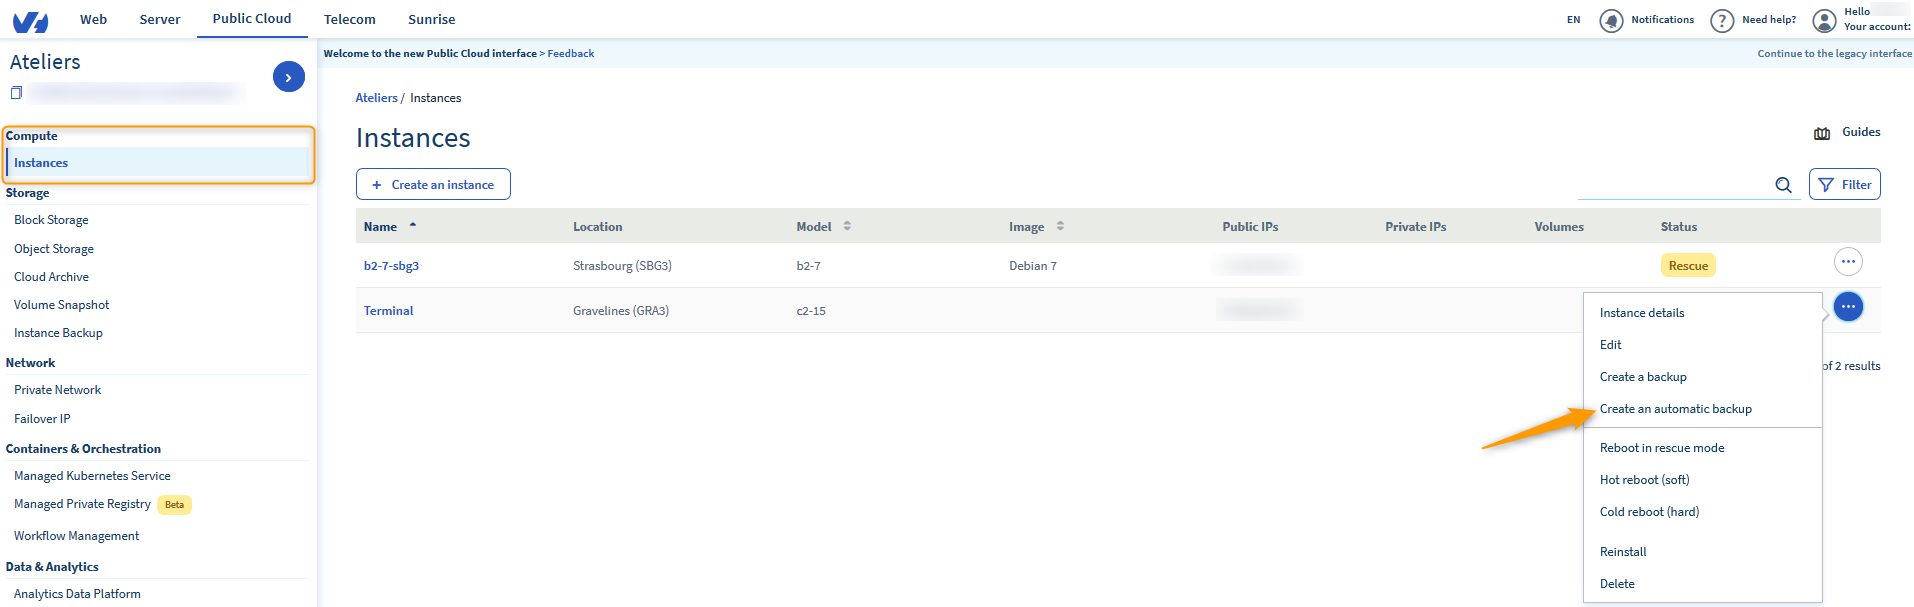 Web Server Public Cloud Telecom Sunrise EN Notifications Need help? Hello
Your account:
Ateliers
Welcome to the new Public Cloud interface > Feedback Continue to the legacy interface
Compute
Instances
Storage
Block Storage
Object Storage
Cloud Archive
Volume Snapshot
Instance Backup
Network
Private Network
Failover IP
Containers & Orchestration
Managed Kubernetes Service
Managed Private Registry Beta
Workflow Management
Data & Analytics
Analytics Data Platform
Ateliers / Instances
Instances
Guides
+ Create an instance
Filter
Name Location Model Image Public IPs Private IPs Volumes Status
b2-7-sbg3 Strasbourg (SBG3) b2-7 Debian 7 Rescue
Terminal Gravelines (GRA3) c2-15
of 2 results
Instance details
Edit
Create a backup
Create an automatic backup
Reboot in rescue mode
Hot reboot (soft)
Cold reboot (hard)
Reinstall
Delete